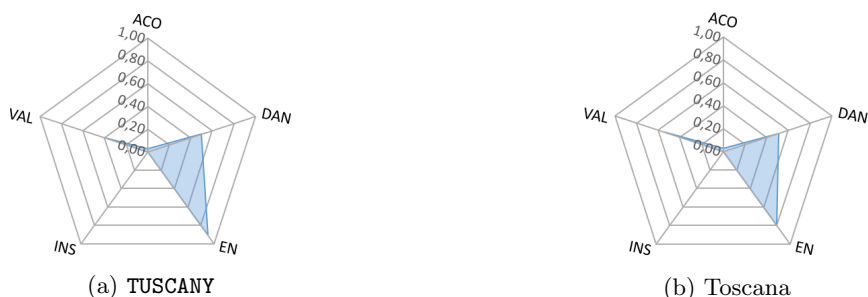 ACO
1,00
0,80
0,60
0,40
0,20
0,00
VAL
DAN
INS
EN
(a) TUSCANY
ACO
1,00
0,80
0,60
0,40
0,20
0,00
VAL
DAN
INS
EN
(b) Toscana